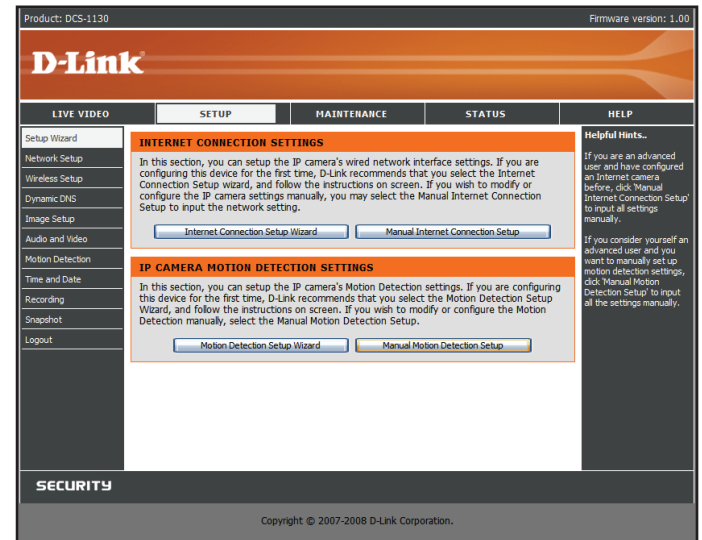 Product: DCS-1130
Firmware version: 1.00
D-Link
LIVE VIDEO
SETUP
MAINTENANCE
STATUS
HELP
Setup Wizard
Network Setup
Wireless Setup
Dynamic DNS
Image Setup
Audio and Video
Motion Detection
Time and Date
Recording
Snapshot
Logout
INTERNET CONNECTION SETTINGS
In this section, you can setup the IP camera's wired network interface settings. If you are
configuring this device for the first time, D-Link recommends that you select the Internet
Connection Setup wizard, and follow the instructions on screen. If you wish to modify or
configure the IP camera settings manually, you may select the Manual Internet Connection
Setup to input the network setting.
Internet Connection Setup Wizard
Manual Internet Connection Setup
IP CAMERA MOTION DETECTION SETTINGS
In this section, you can setup the IP camera's Motion Detection settings. If you are configuring
this device for the first time, D-Link recommends that you select the Motion Detection Setup
Wizard, and follow the instructions on screen. If you wish to modify or configure the Motion
Detection manually, select the Manual Motion Detection Setup.
Motion Detection Setup Wizard
Manual Motion Detection Setup
Helpful Hints..
If you are an advanced
user and have configured
an Internet camera
before, click 'Manual
Internet Connection Setup'
to input all settings
manually.
If you consider yourself an
advanced user and you
want to manually set up
motion detection settings,
click 'Manual Motion
Detection Setup' to input
all the settings manually.
SECURITY
Copyright © 2007-2008 D-Link Corporation.